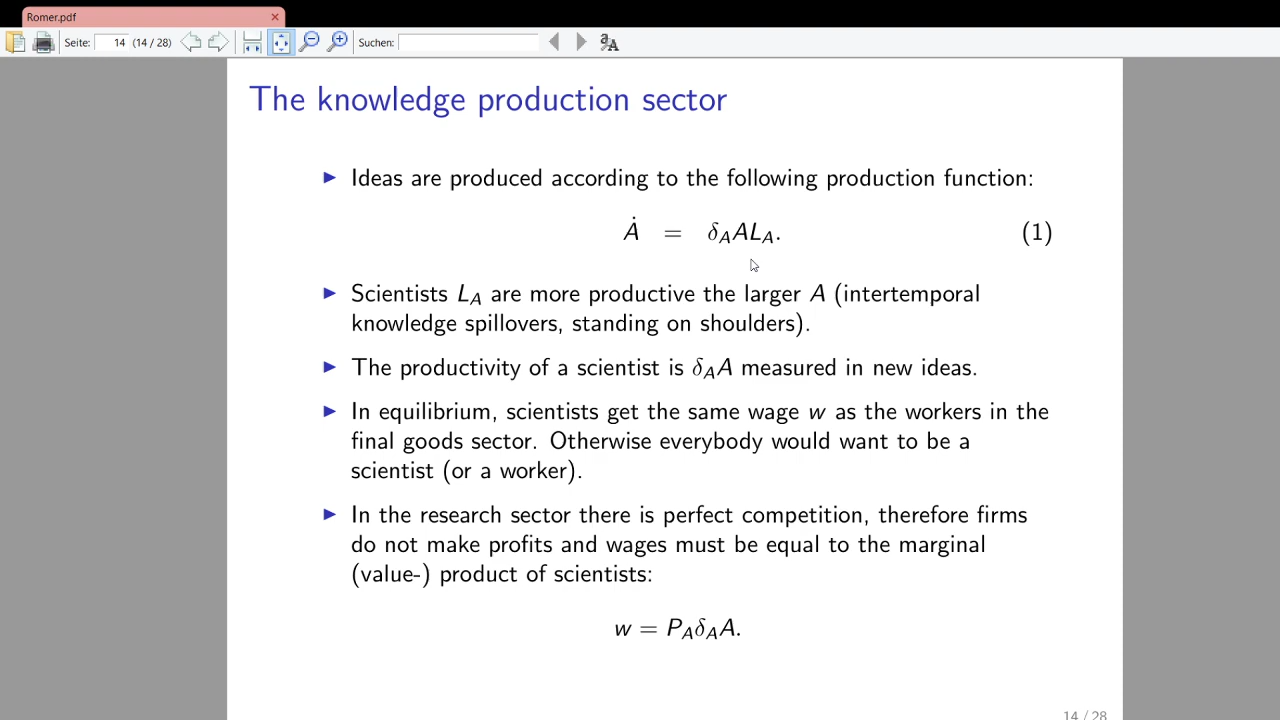 Romer.pdf
Seite: 14 (14 / 28) Suchen:
The knowledge production sector
Ideas are produced according to the following production function:
Ȧ = δ_A A L_A. (1)
Scientists L_A are more productive the larger A (intertemporal
knowledge spillovers, standing on shoulders).
The productivity of a scientist is δ_A A measured in new ideas.
In equilibrium, scientists get the same wage w as the workers in the
final goods sector. Otherwise everybody would want to be a
scientist (or a worker).
In the research sector there is perfect competition, therefore firms
do not make profits and wages must be equal to the marginal
(value-) product of scientists:
w = P_A δ_A A.
14 / 28